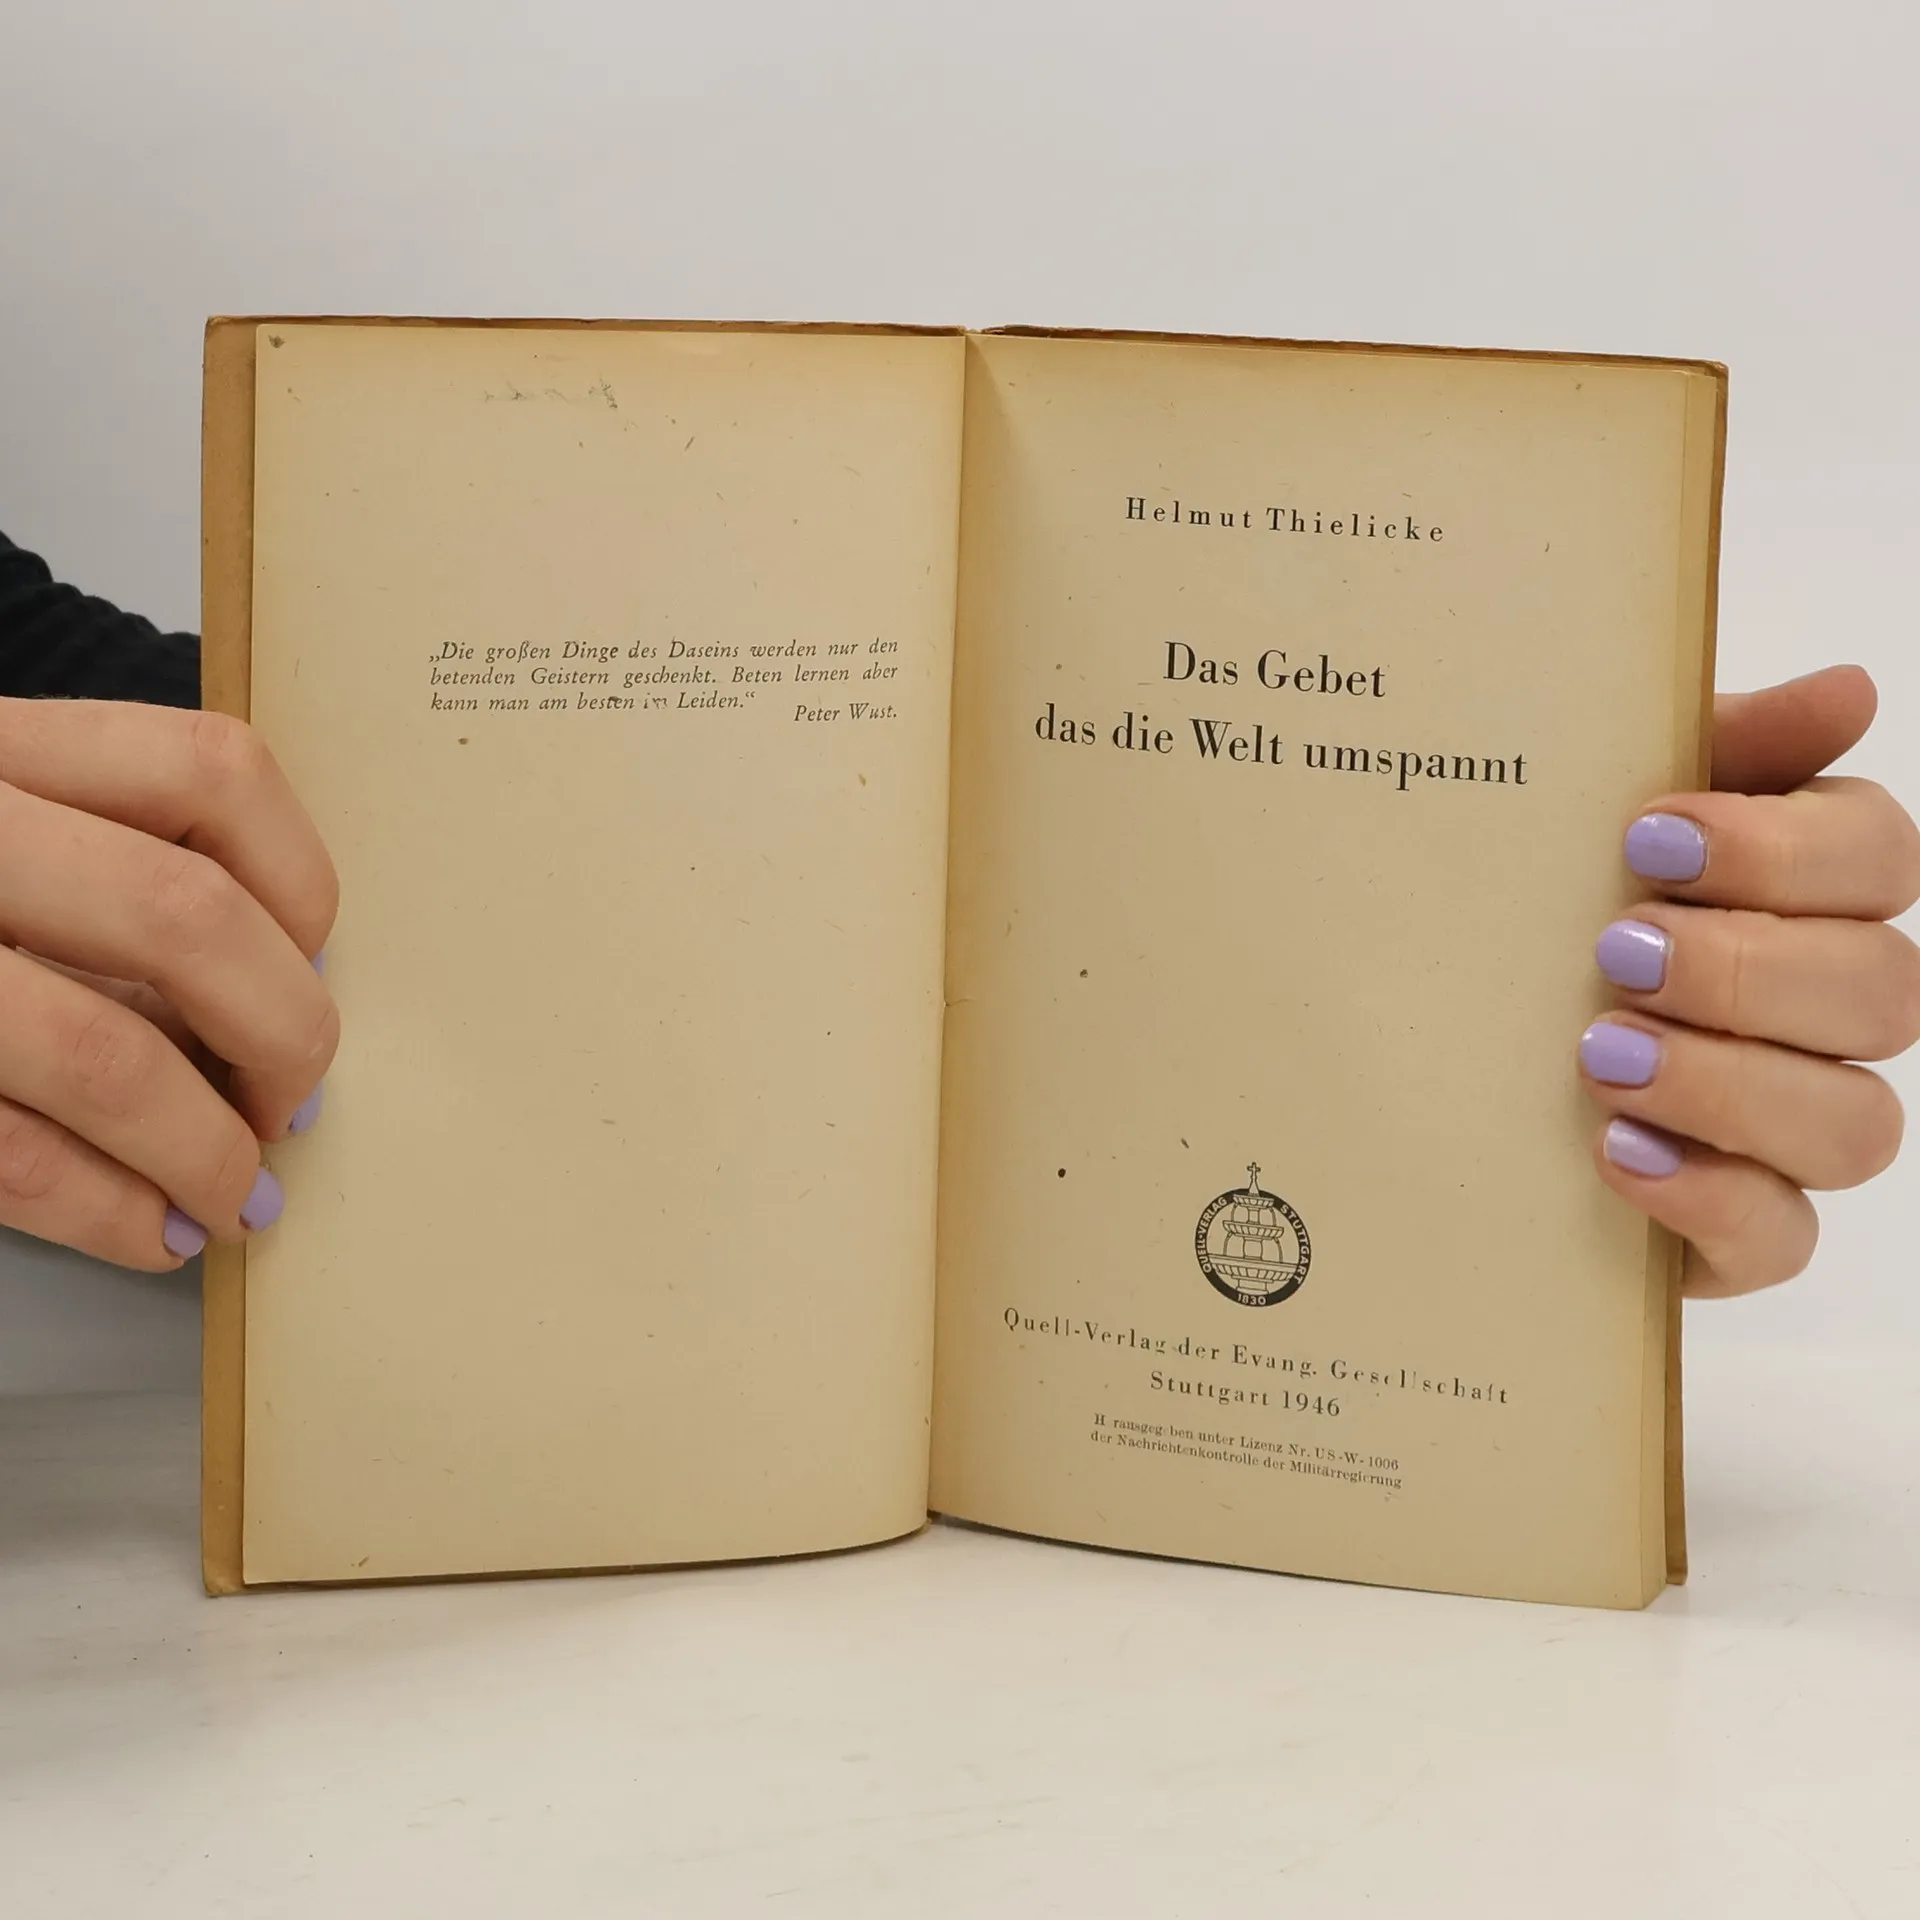 „Die großen Dinge des Daseins werden nur den
betenden Geistern geschenkt. Beten lernen aber
kann man am besten im Leiden.“
Peter Wust.
Helmut Thielicke
Das Gebet
das die Welt umspannt
QUELL-VERLAG STUTTGART
1830
Quell-Verlag der Evang. Gesellschaft
Stuttgart 1946
H rausgeg ben unter Lizenz Nr. US-W-1006
der Nachrichtenkontrolle der Militärregierung